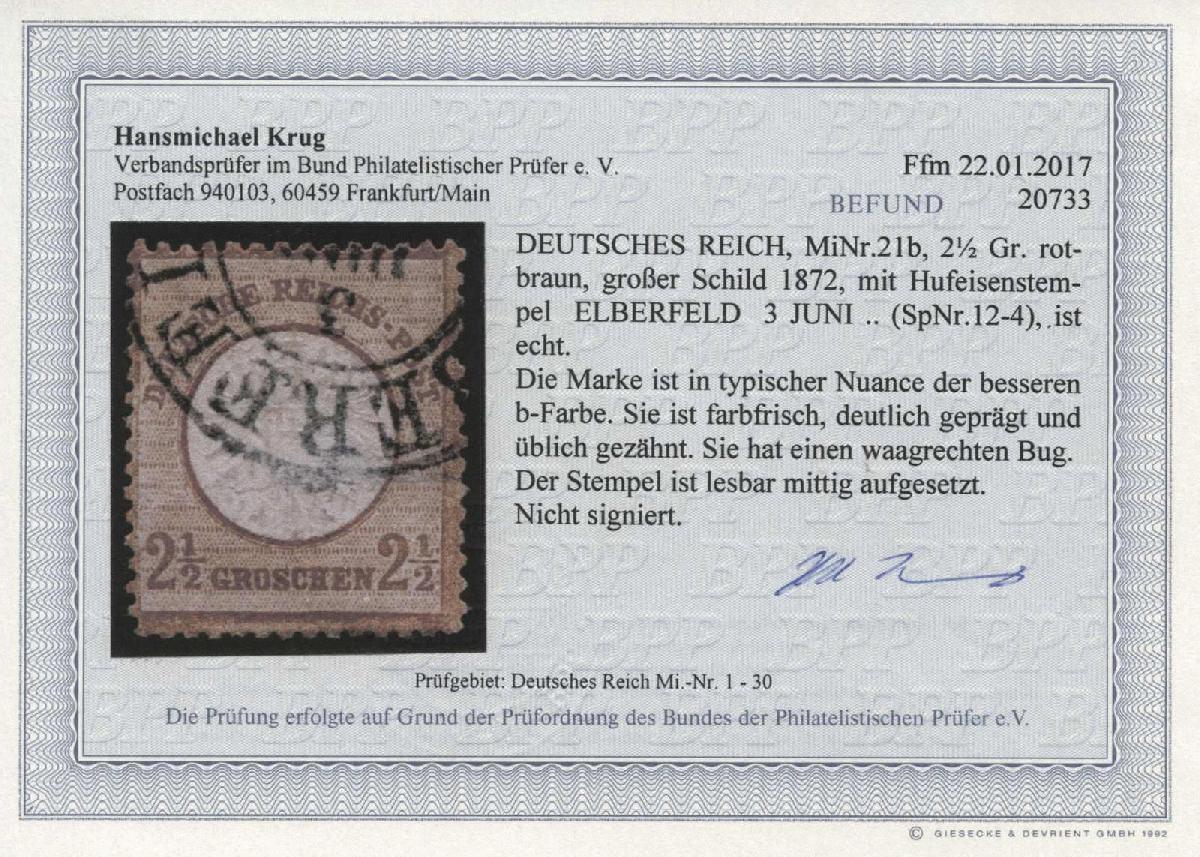 Hansmichael Krug
Verbandsprüfer im Bund Philatelistischer Prüfer e. V.
Postfach 940103, 60459 Frankfurt/Main
Ffm 22.01.2017
BEFUND 20733
DEUTSCHES REICH, MiNr.21b, 2½ Gr. rot-
braun, großer Schild 1872, mit Hufeisenstem-
pel ELBERFELD 3 JUNI .. (SpNr.12-4), ist
echt.
Die Marke ist in typischer Nuance der besseren
b-Farbe. Sie ist farbfrisch, deutlich geprägt und
üblich gezähnt. Sie hat einen waagrechten Bug.
Der Stempel ist lesbar mittig aufgesetzt.
Nicht signiert.
REICHS-POST
2½ GROSCHEN 2½
Prüfgebiet: Deutsches Reich Mi.-Nr. 1 - 30
Die Prüfung erfolgte auf Grund der Prüfordnung des Bundes der Philatelistischen Prüfer e.V.
© GIESECKE & DEVRIENT GMBH 1992